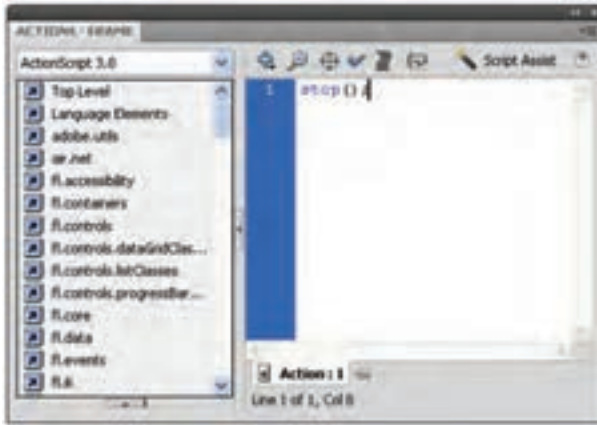 ACTIONS - FRAME
ActionScript 3.0
Script Assist
Top Level
Language Elements
adobe.utils
air.net
fl.accessibility
fl.containers
fl.controls
fl.controls.dataGridClas...
fl.controls.listClasses
fl.controls.progressBar...
fl.core
fl.data
fl.events
fl.ik
1 stop();
Action : 1
Line 1 of 1, Col 8